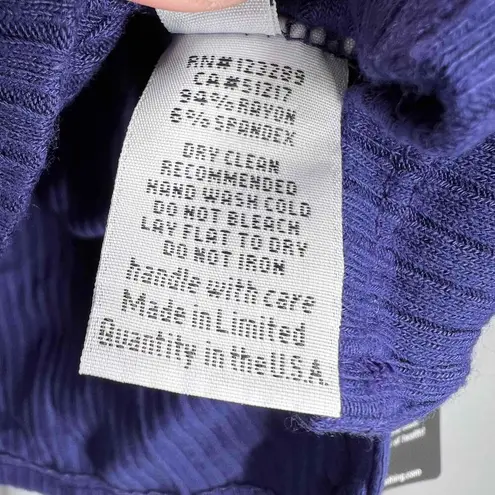 RN#123289
CA#51217
94% RAYON
6% SPANDEX
DRY CLEAN
RECOMMENDED
HAND WASH COLD
DO NOT BLEACH
LAY FLAT TO DRY
DO NOT IRON
handle with care
Made in Limited
Quantity in the U.S.A.